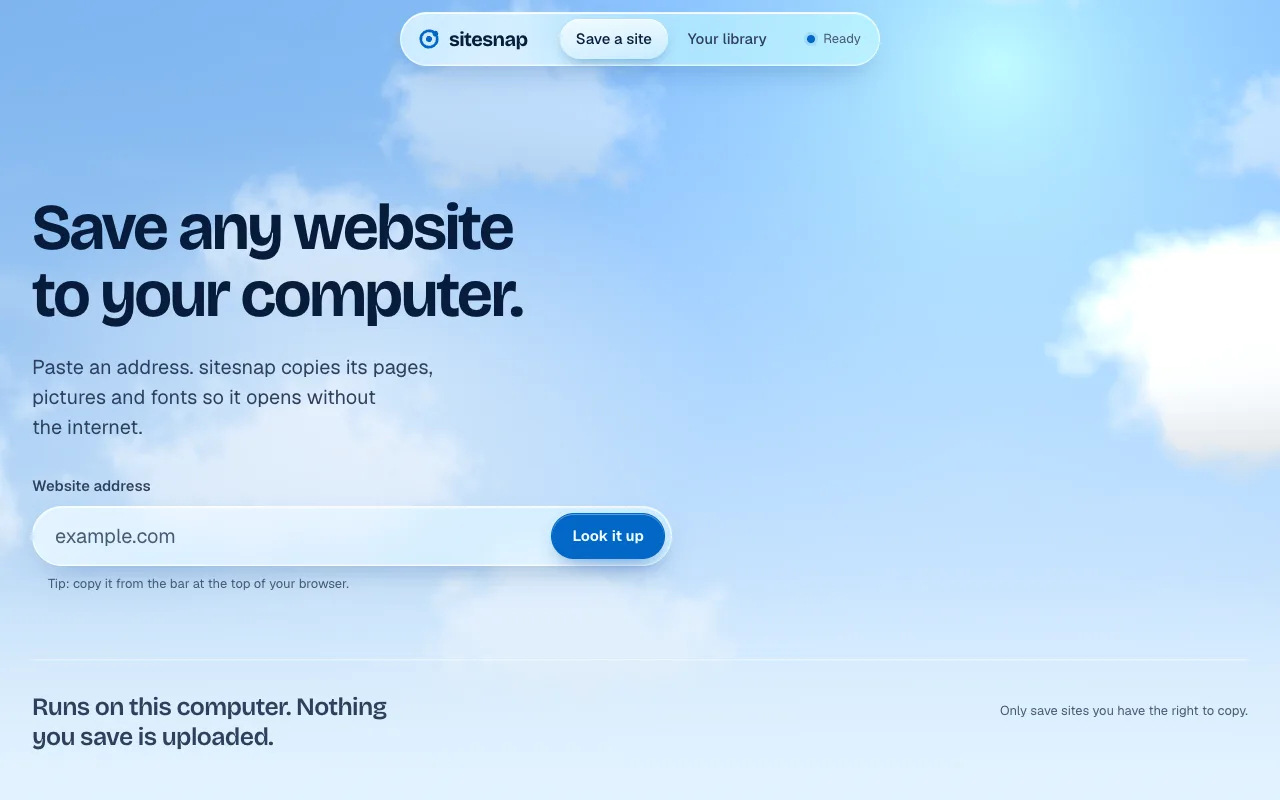 sitesnap
Save a site
Your library
Ready
Save any website
to your computer.
Paste an address. sitesnap copies its pages,
pictures and fonts so it opens without
the internet.
Website address
example.com
Look it up
Tip: copy it from the bar at the top of your browser.
Runs on this computer. Nothing
you save is uploaded.
Only save sites you have the right to copy.